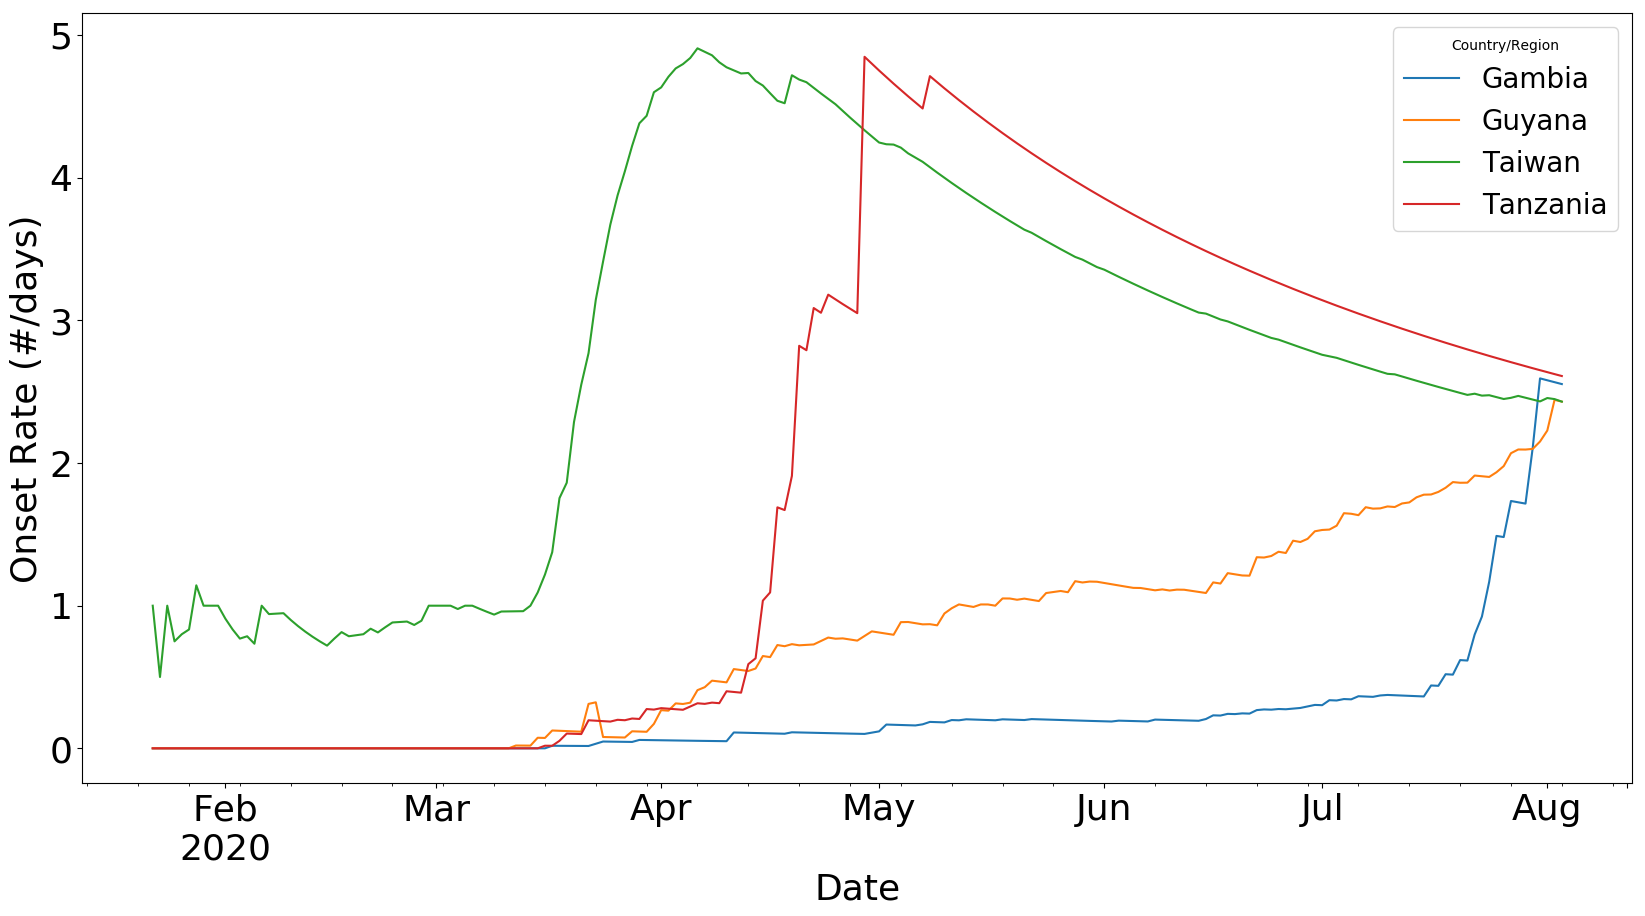 Onset Rate (#/days)
5
4
3
2
1
0
Country/Region
Gambia
Guyana
Taiwan
Tanzania
Feb Mar Apr May Jun Jul Aug
2020
Date